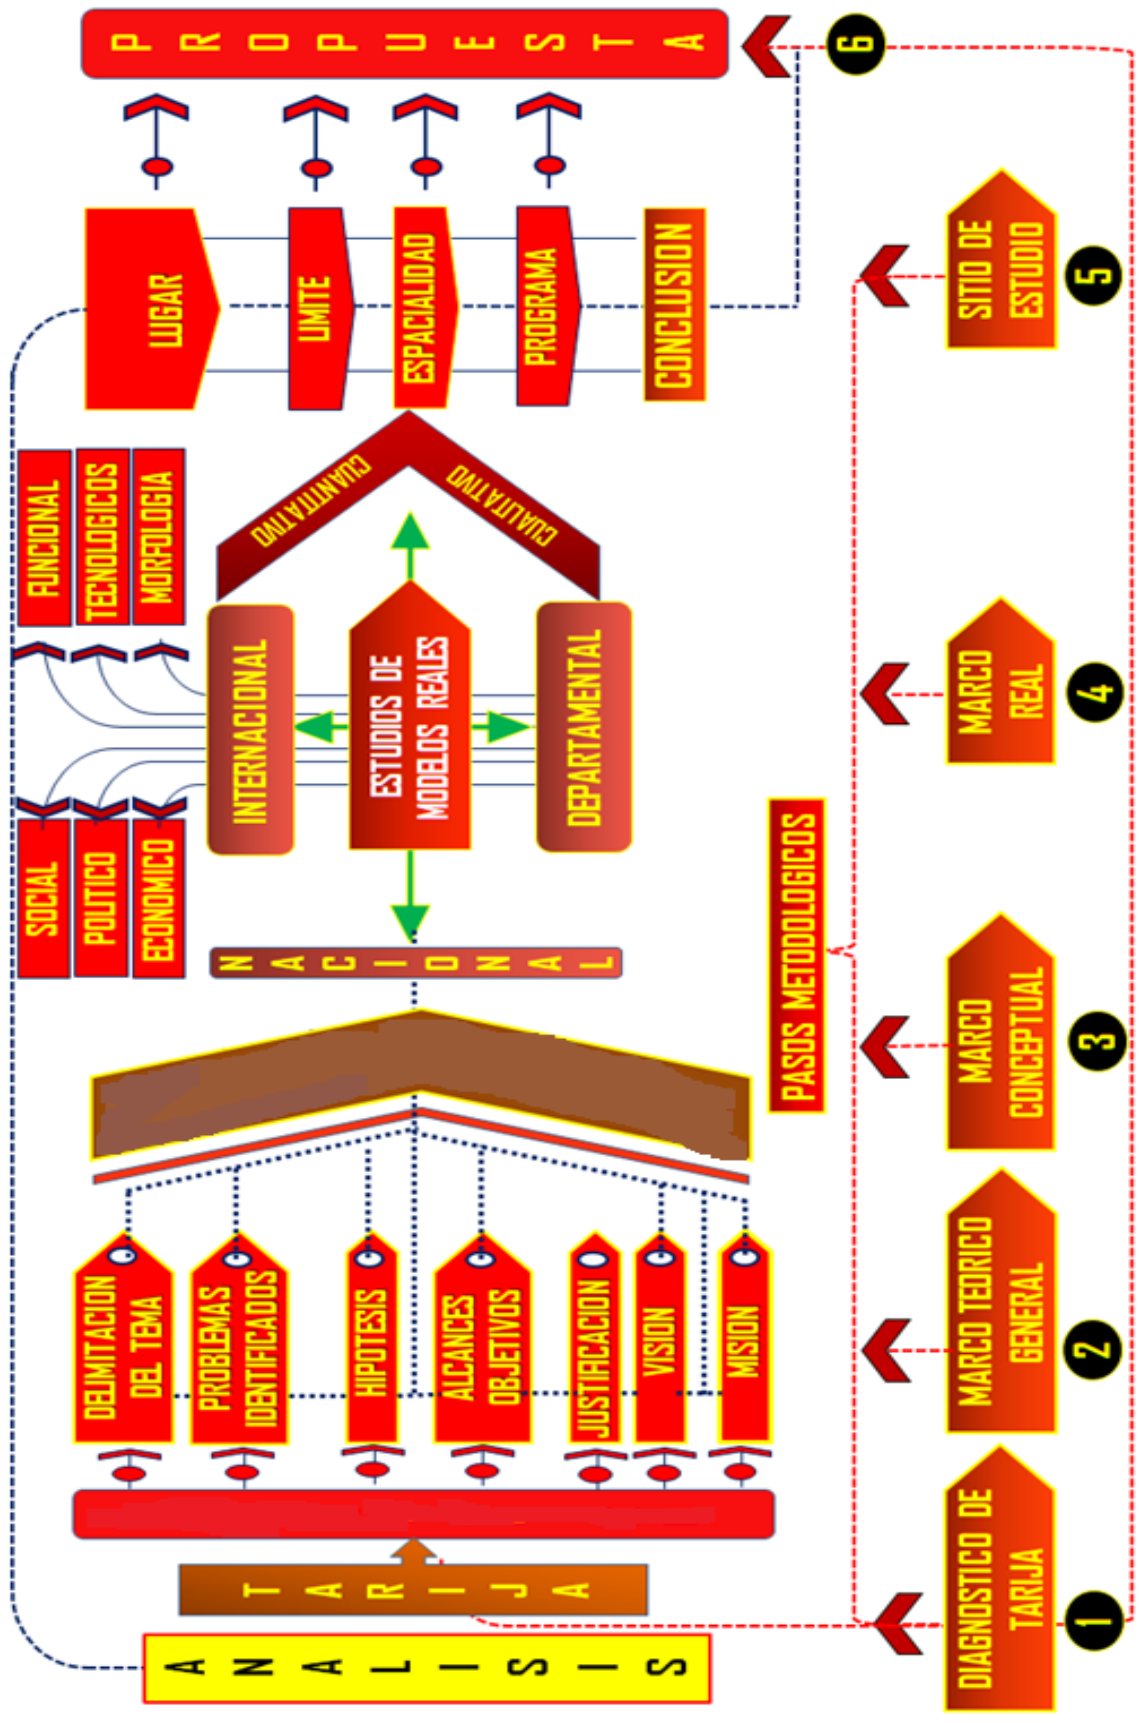 ANALISIS
TARIJA
DELIMITACION
DEL TEMA
PROBLEMAS
IDENTIFICADOS
HIPOTESIS
ALCANCES
OBJETIVOS
JUSTIFICACION
VISION
MISION
NACIONAL
SOCIAL
POLITICO
ECONOMICO
FUNCIONAL
TECNOLOGICOS
MORFOLOGIA
INTERNACIONAL
ESTUDIOS DE
MODELOS REALES
DEPARTAMENTAL
CUANTITATIVO
CUALITATIVO
LUGAR
LIMITE
ESPACIALIDAD
PROGRAMA
CONCLUSION
PROPUESTA
PASOS METODOLOGICOS
DIAGNOSTICO DE
TARIJA
1
MARCO TEORICO
GENERAL
2
MARCO
CONCEPTUAL
3
MARCO
REAL
4
SITIO DE
ESTUDIO
5
6